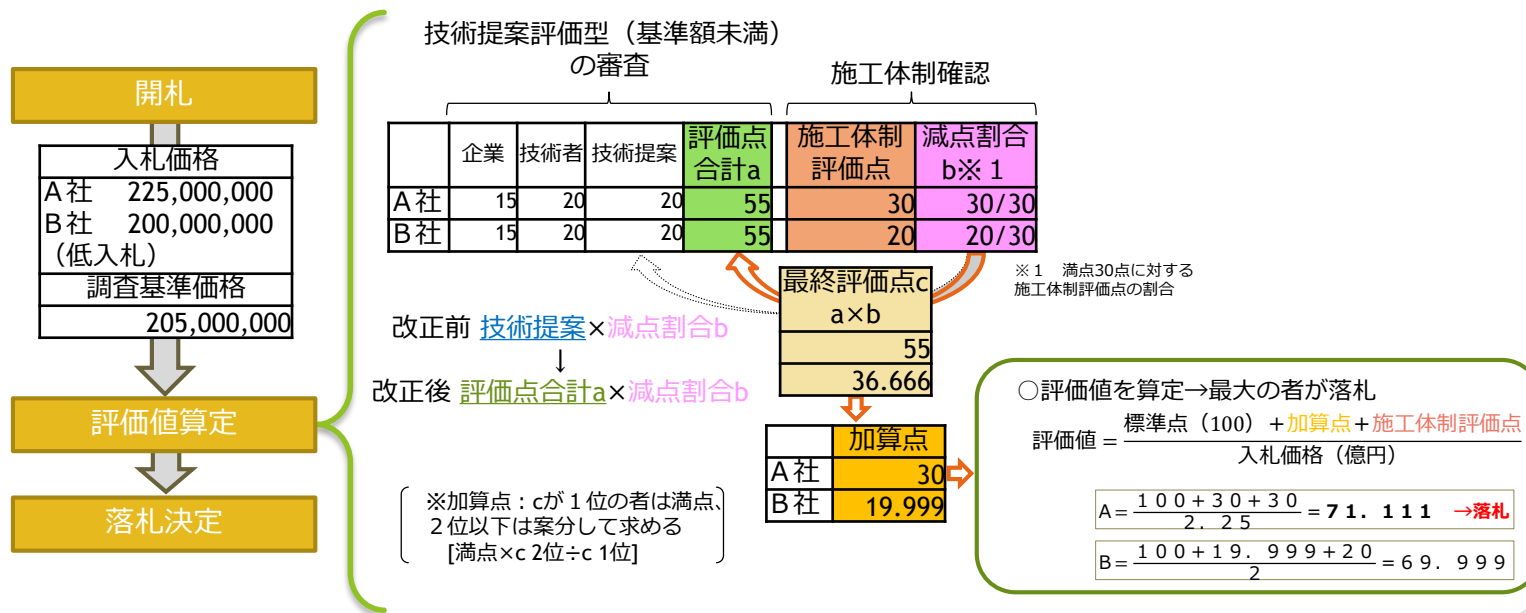 開札
入札価格
A社 225,000,000
B社 200,000,000
（低入札）
調査基準価格
205,000,000
評価値算定
落札決定
技術提案評価型（基準額未満）
の審査
施工体制確認
企業 技術者 技術提案 評価点合計a 施工体制評価点 減点割合b※１
A社 15 20 20 55 30 30/30
B社 15 20 20 55 20 20/30
※１　満点30点に対する
施工体制評価点の割合
最終評価点c
a×b
55
36.666
改正前 技術提案×減点割合b
↓
改正後 評価点合計a×減点割合b
加算点
A社 30
B社 19.999
※加算点：cが１位の者は満点、
２位以下は案分して求める
[満点×c 2位÷c 1位]
○評価値を算定→最大の者が落札
評価値＝標準点（100）+加算点+施工体制評価点
入札価格（億円）
A＝１００+３０+３０＝７１．１１１　→落札
２．２５
B＝１００+１９．９９９+２０＝６９．９９９
２